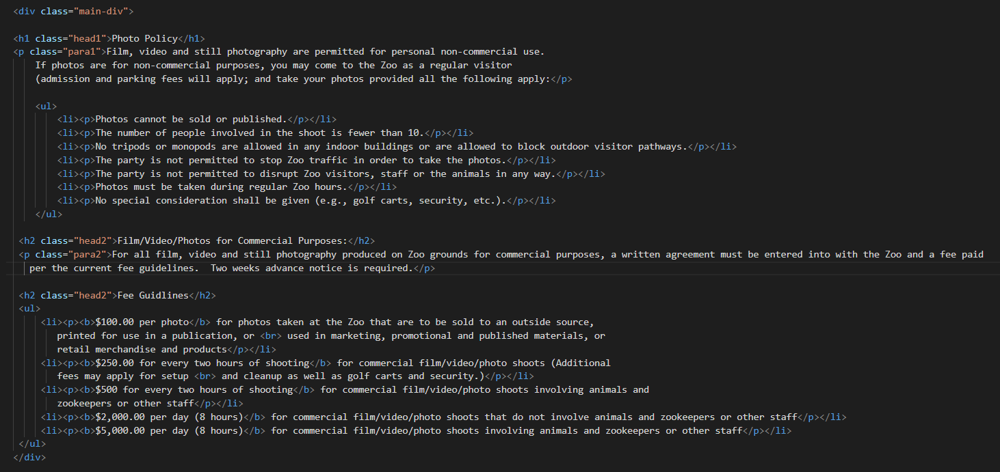 <div class="main-div">
<h1 class="head1">Photo Policy</h1>
<p class="para1">Film, video and still photography are permitted for personal non-commercial use.
If photos are for non-commercial purposes, you may come to the Zoo as a regular visitor
(admission and parking fees will apply; and take your photos provided all the following apply:</p>
<ul>
<li><p>Photos cannot be sold or published.</p></li>
<li><p>The number of people involved in the shoot is fewer than 10.</p></li>
<li><p>No tripods or monopods are allowed in any indoor buildings or are allowed to block outdoor visitor pathways.</p></li>
<li><p>The party is not permitted to stop Zoo traffic in order to take the photos.</p></li>
<li><p>The party is not permitted to disrupt Zoo visitors, staff or the animals in any way.</p></li>
<li><p>Photos must be taken during regular Zoo hours.</p></li>
<li><p>No special consideration shall be given (e.g., golf carts, security, etc.).</p></li>
</ul>
<h2 class="head2">Film/Video/Photos for Commercial Purposes:</h2>
<p class="para2">For all film, video and still photography produced on Zoo grounds for commercial purposes, a written agreement must be entered into with the Zoo and a fee paid
per the current fee guidelines.  Two weeks advance notice is required.</p>
<h2 class="head2">Fee Guidlines</h2>
<ul>
<li><p><b>$100.00 per photo</b> for photos taken at the Zoo that are to be sold to an outside source,
printed for use in a publication, or <br> used in marketing, promotional and published materials, or
retail merchandise and products</p></li>
<li><p><b>$250.00 for every two hours of shooting</b> for commercial film/video/photo shoots (Additional
fees may apply for setup <br> and cleanup as well as golf carts and security.)</p></li>
<li><p><b>$500 for every two hours of shooting</b> for commercial film/video/photo shoots involving animals and
zookeepers or other staff</p></li>
<li><p><b>$2,000.00 per day (8 hours)</b> for commercial film/video/photo shoots that do not involve animals and zookeepers or other staff</p></li>
<li><p><b>$5,000.00 per day (8 hours)</b> for commercial film/video/photo shoots involving animals and zookeepers or other staff</p></li>
</ul>
</div>